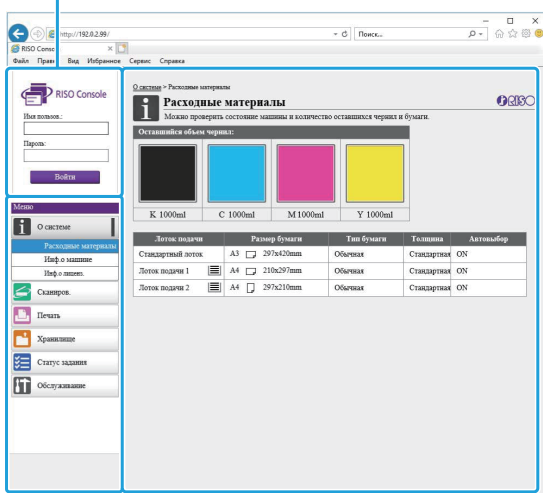 http://192.0.2.99/
Поиск...
RISO Consc
Файл Прав Вид Избранное Сервис Справка
RISO Console
Имя пользов.:
Пароль:
Войти
Меню
О системе
Расходные материалы
Инф.о машине
Инф.о лиценз.
Сканиров.
Печать
Хранилище
Статус задания
Обслуживание
О системе > Расходные материалы
Расходные материалы
RISO
Можно проверить состояние машины и количество оставшихся чернил и бумаги.
Оставшийся объем чернил:
K 1000ml C 1000ml M 1000ml Y 1000ml
Лоток подачи Размер бумаги Тип бумаги Толщина Автовыбор
Стандартный лоток A3 297x420mm Обычная Стандартная ON
Лоток подачи 1 A4 210x297mm Обычная Стандартная ON
Лоток подачи 2 A4 297x210mm Обычная Стандартная ON